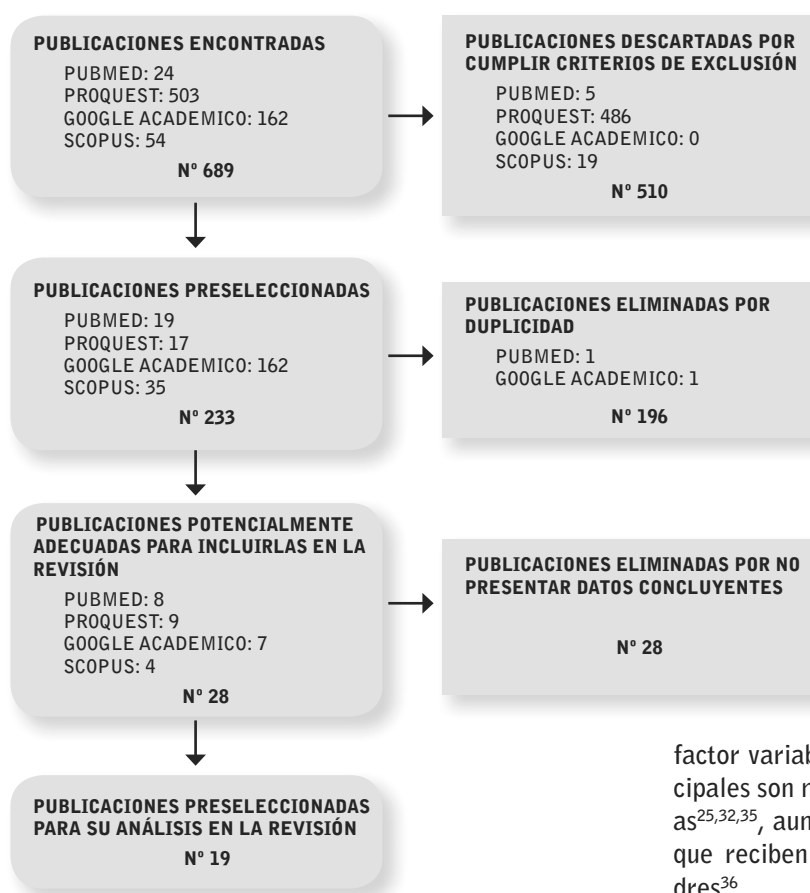 PUBLICACIONES ENCONTRADAS
PUBMED: 24
PROQUEST: 503
GOOGLE ACADEMICO: 162
SCOPUS: 54
Nº 689
PUBLICACIONES DESCARTADAS POR
CUMPLIR CRITERIOS DE EXCLUSIÓN
PUBMED: 5
PROQUEST: 486
GOOGLE ACADEMICO: 0
SCOPUS: 19
Nº 510
PUBLICACIONES PRESELECCIONADAS
PUBMED: 19
PROQUEST: 17
GOOGLE ACADEMICO: 162
SCOPUS: 35
Nº 233
PUBLICACIONES ELIMINADAS POR
DUPLICIDAD
PUBMED: 1
GOOGLE ACADEMICO: 1
Nº 196
PUBLICACIONES POTENCIALMENTE
ADECUADAS PARA INCLUIRLAS EN LA
REVISIÓN
PUBMED: 8
PROQUEST: 9
GOOGLE ACADEMICO: 7
SCOPUS: 4
Nº 28
PUBLICACIONES ELIMINADAS POR NO
PRESENTAR DATOS CONCLUYENTES
Nº 28
PUBLICACIONES PRESELECCIONADAS
PARA SU ANÁLISIS EN LA REVISIÓN
Nº 19
factor
cipales son
as25,32,35,
que reciben
dres36